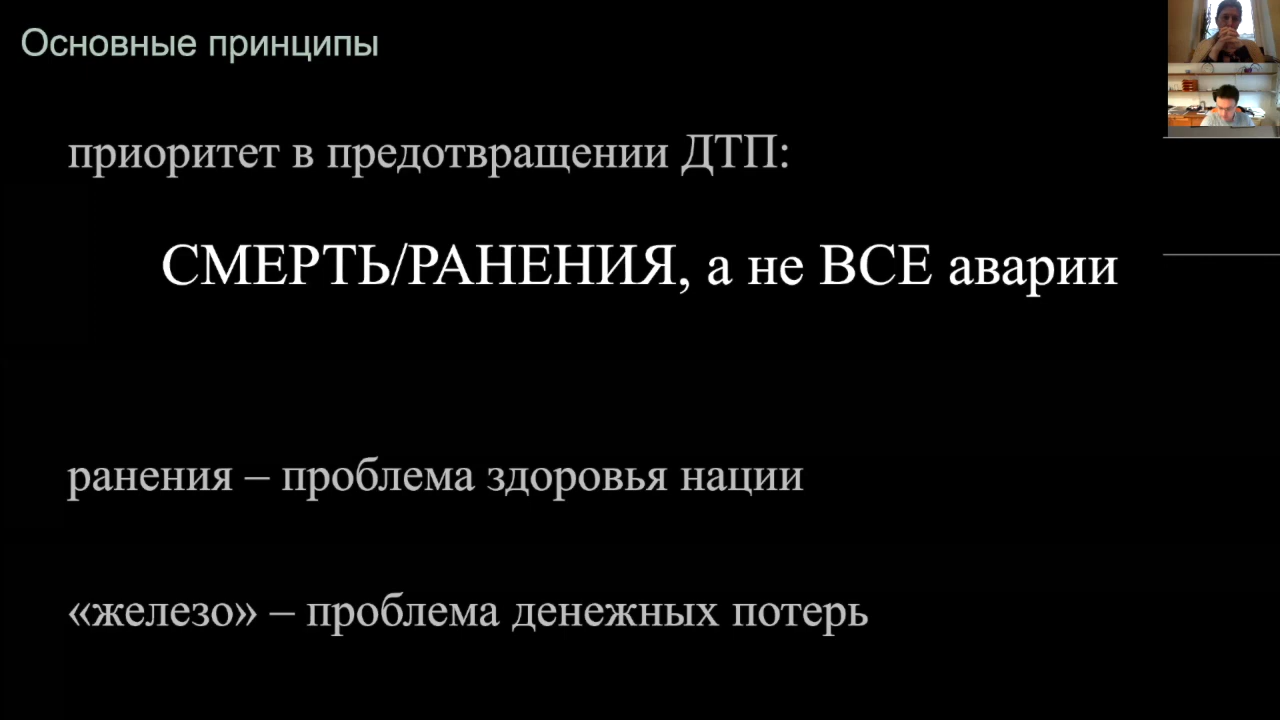 Основные принципы
приоритет в предотвращении ДТП:
СМЕРТЬ/РАНЕНИЯ, а не ВСЕ аварии
ранения – проблема здоровья нации
«железо» – проблема денежных потерь